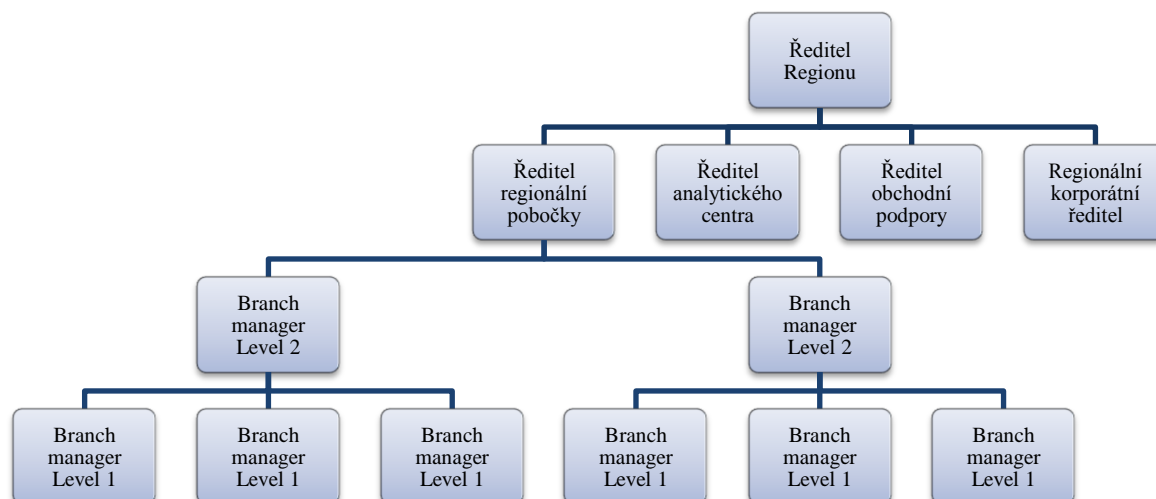 Ředitel
Regionu
Ředitel
regionální
pobočky
Ředitel
analytického
centra
Ředitel
obchodní
podpory
Regionální
korporátní
ředitel
Branch
manager
Level 2
Branch
manager
Level 2
Branch
manager
Level 1
Branch
manager
Level 1
Branch
manager
Level 1
Branch
manager
Level 1
Branch
manager
Level 1
Branch
manager
Level 1